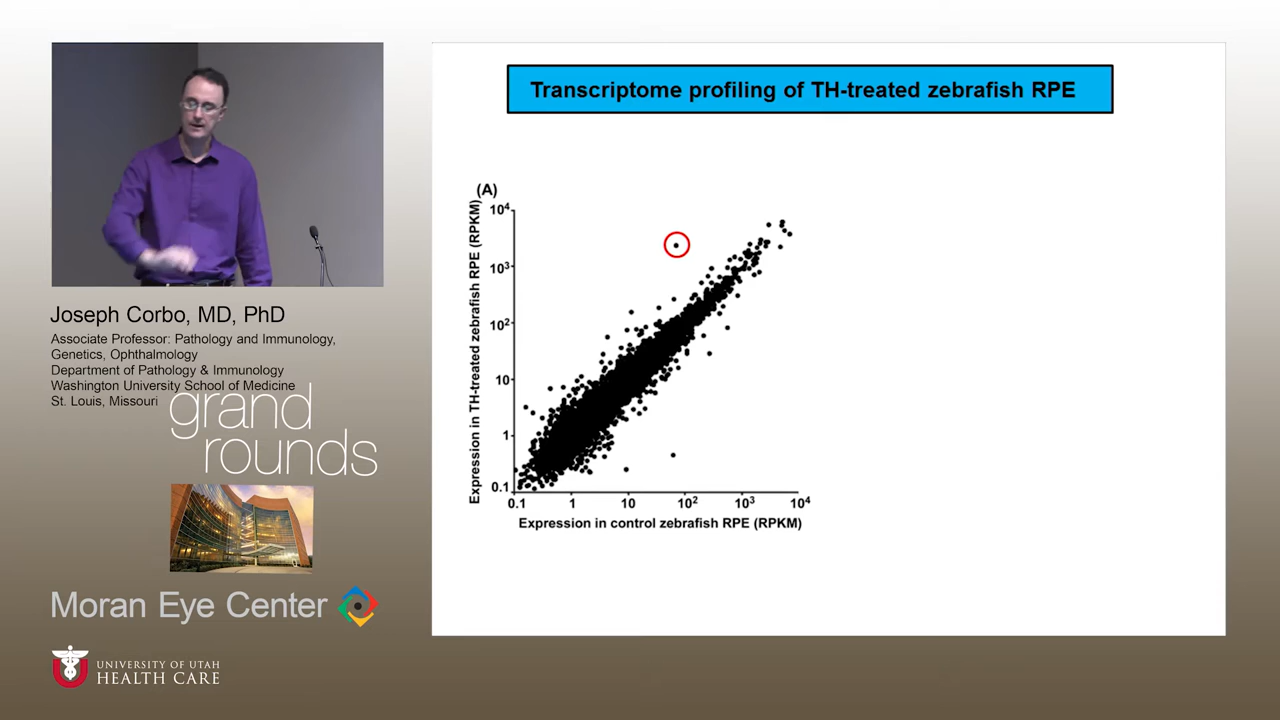 Transcriptome profiling of TH-treated zebrafish RPE
(A)
Expression in TH-treated zebrafish RPE (RPKM)
10⁴
10³
10²
10
1
0.1
0.1 1 10 10² 10³ 10⁴
Expression in control zebrafish RPE (RPKM)
Joseph Corbo, MD, PhD
Associate Professor: Pathology and Immunology,
Genetics, Ophthalmology
Department of Pathology & Immunology
Washington University School of Medicine
St. Louis, Missouri
grand
rounds
Moran Eye Center
UNIVERSITY OF UTAH
HEALTH CARE